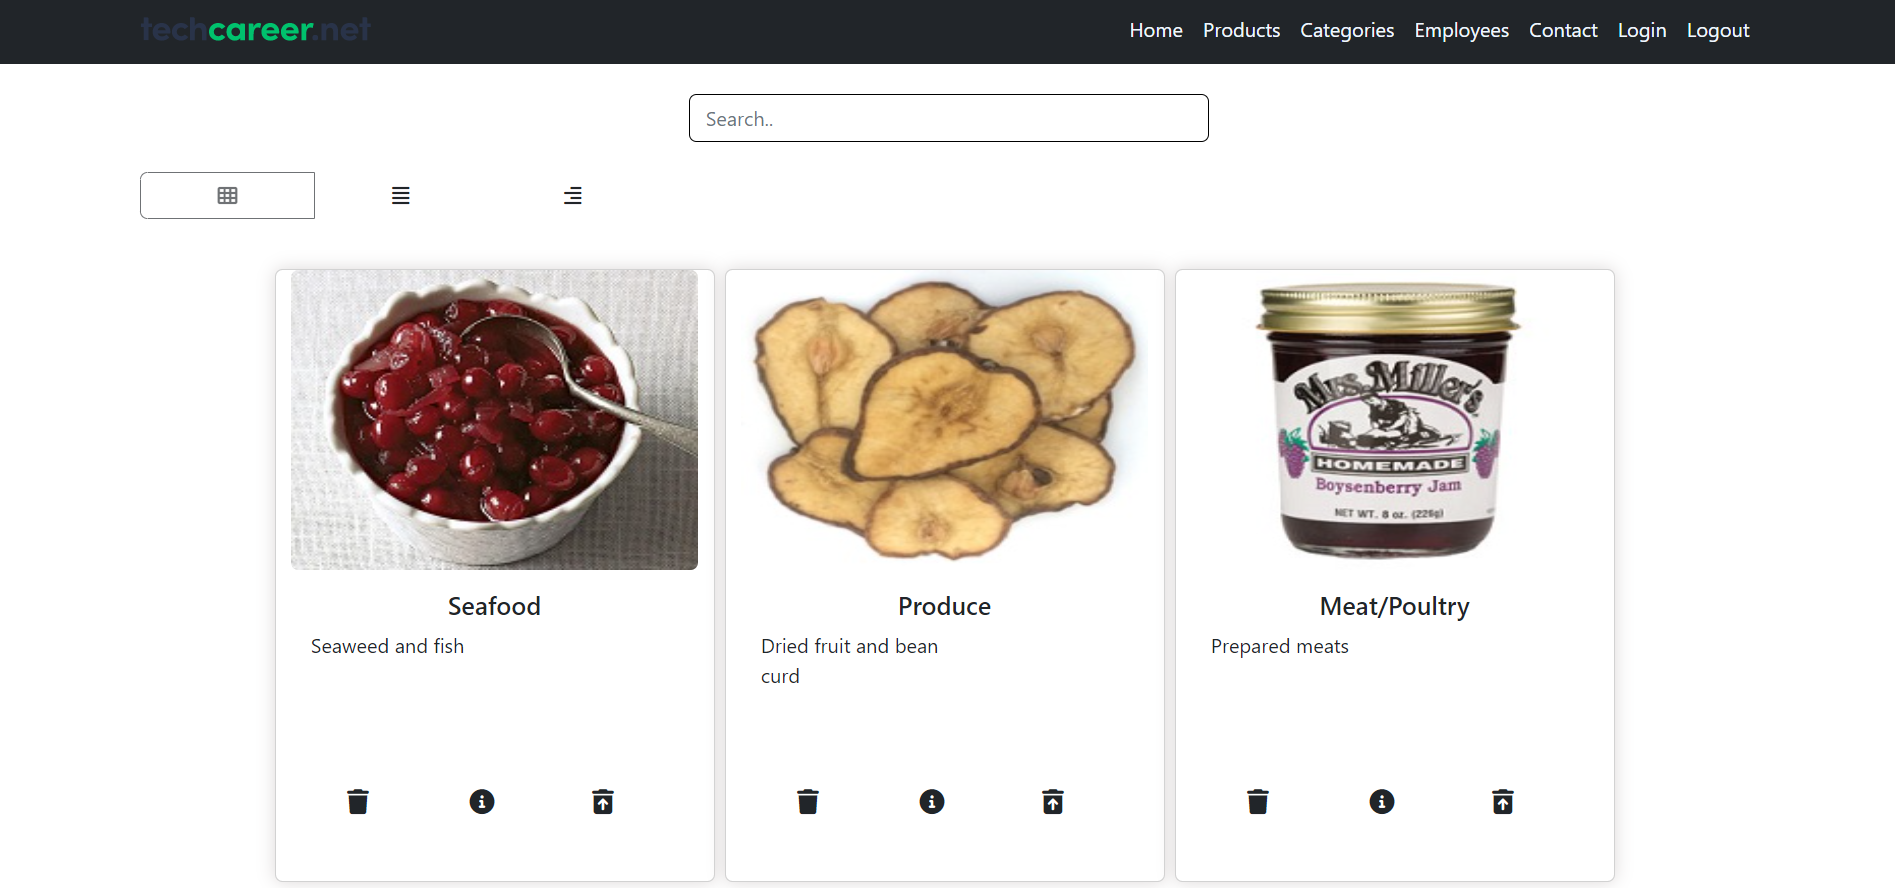 techcareer.net
Home Products Categories Employees Contact Login Logout
Search..
Mrs. Miller's
HOMEMADE
Boysenberry Jam
NET WT. 8 oz. (226g)
Seafood
Seaweed and fish
Produce
Dried fruit and bean
curd
Meat/Poultry
Prepared meats